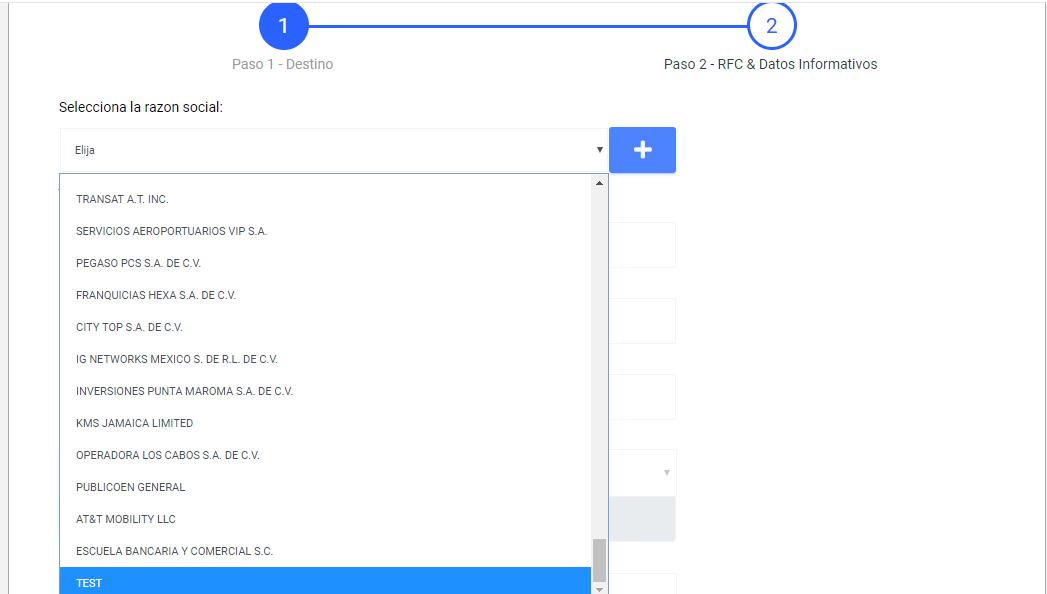 1
2
Paso 1 - Destino
Paso 2 - RFC & Datos Informativos
Selecciona la razon social:
Elija
TRANSAT A.T. INC.
SERVICIOS AEROPORTUARIOS VIP S.A.
PEGASO PCS S.A. DE C.V.
FRANQUICIAS HEXA S.A. DE C.V.
CITY TOP S.A. DE C.V.
IG NETWORKS MEXICO S. DE R.L. DE C.V.
INVERSIONES PUNTA MAROMA S.A. DE C.V.
KMS JAMAICA LIMITED
OPERADORA LOS CABOS S.A. DE C.V.
PUBLICOEN GENERAL
AT&T MOBILITY LLC
ESCUELA BANCARIA Y COMERCIAL S.C.
TEST